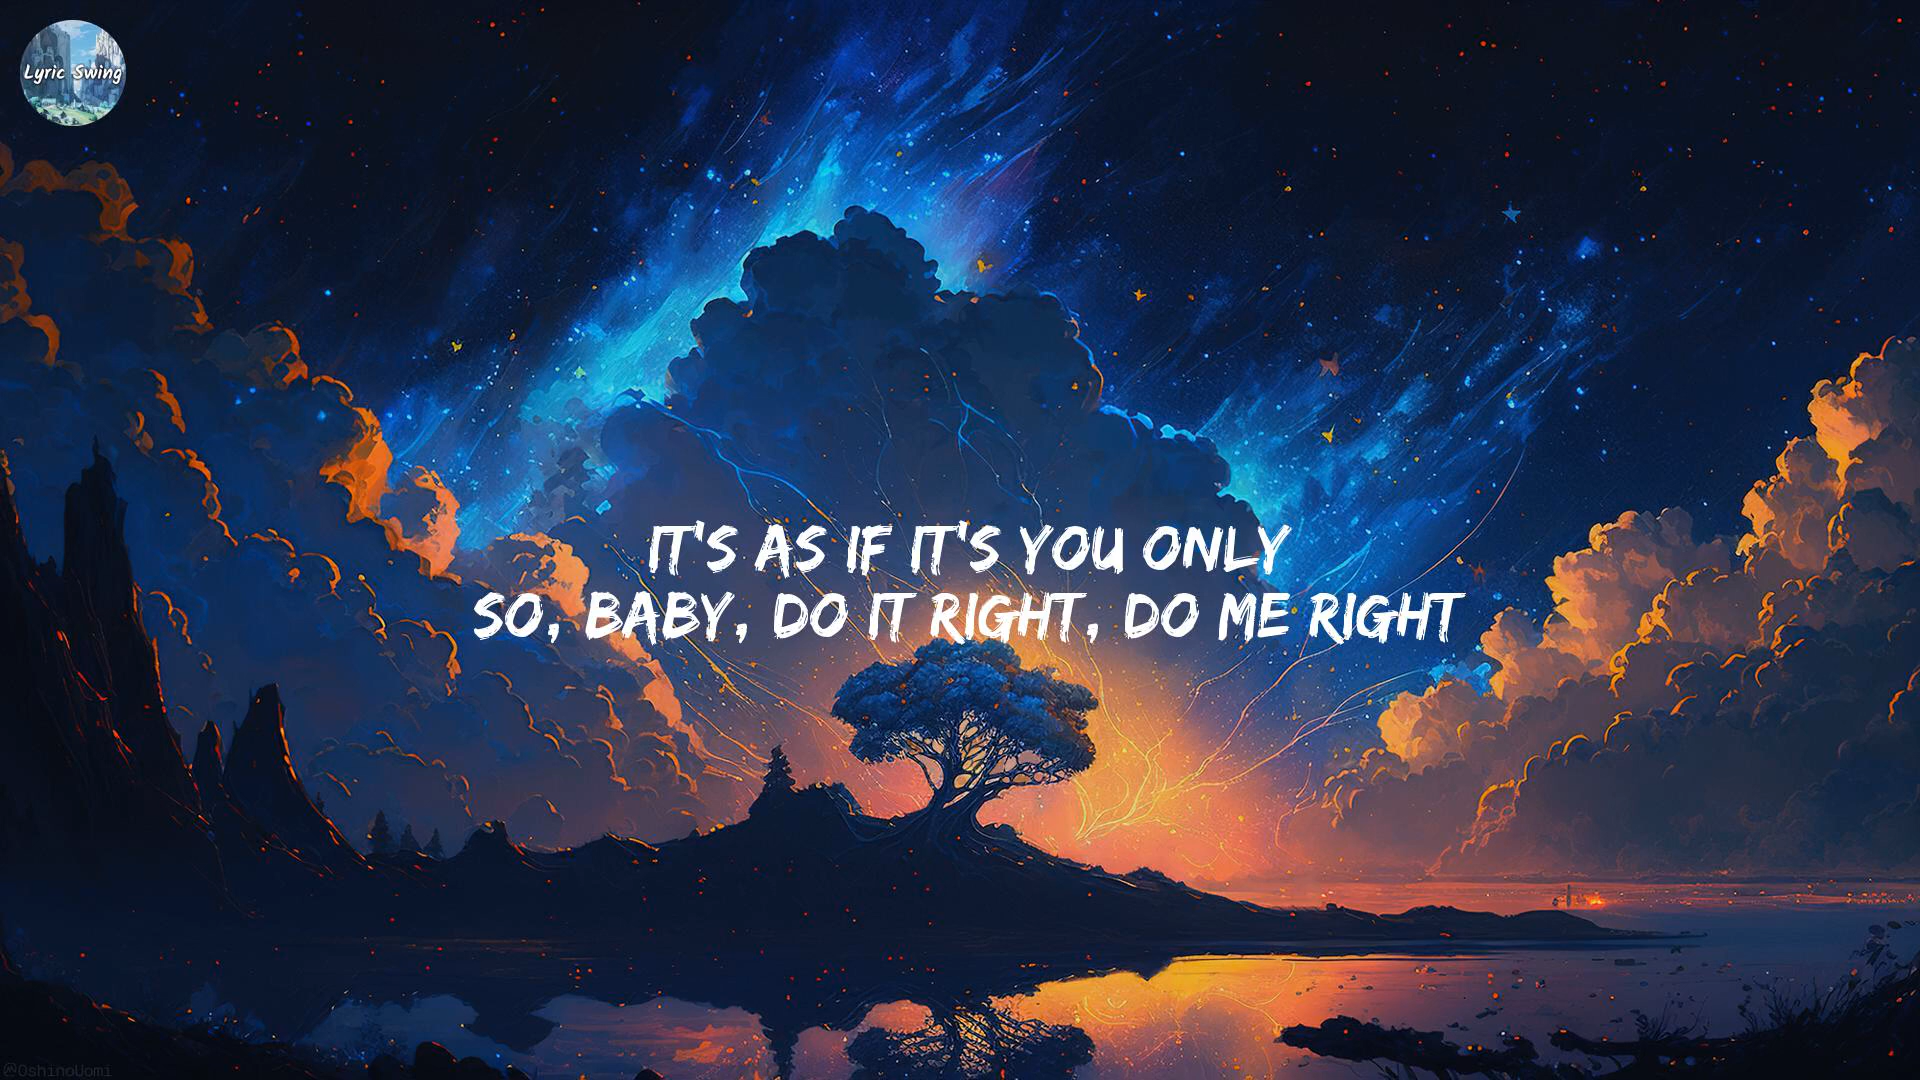 Lyric Swing
IT'S AS IF IT'S YOU ONLY
SO, BABY, DO IT RIGHT, DO ME RIGHT
@OshinoUomi